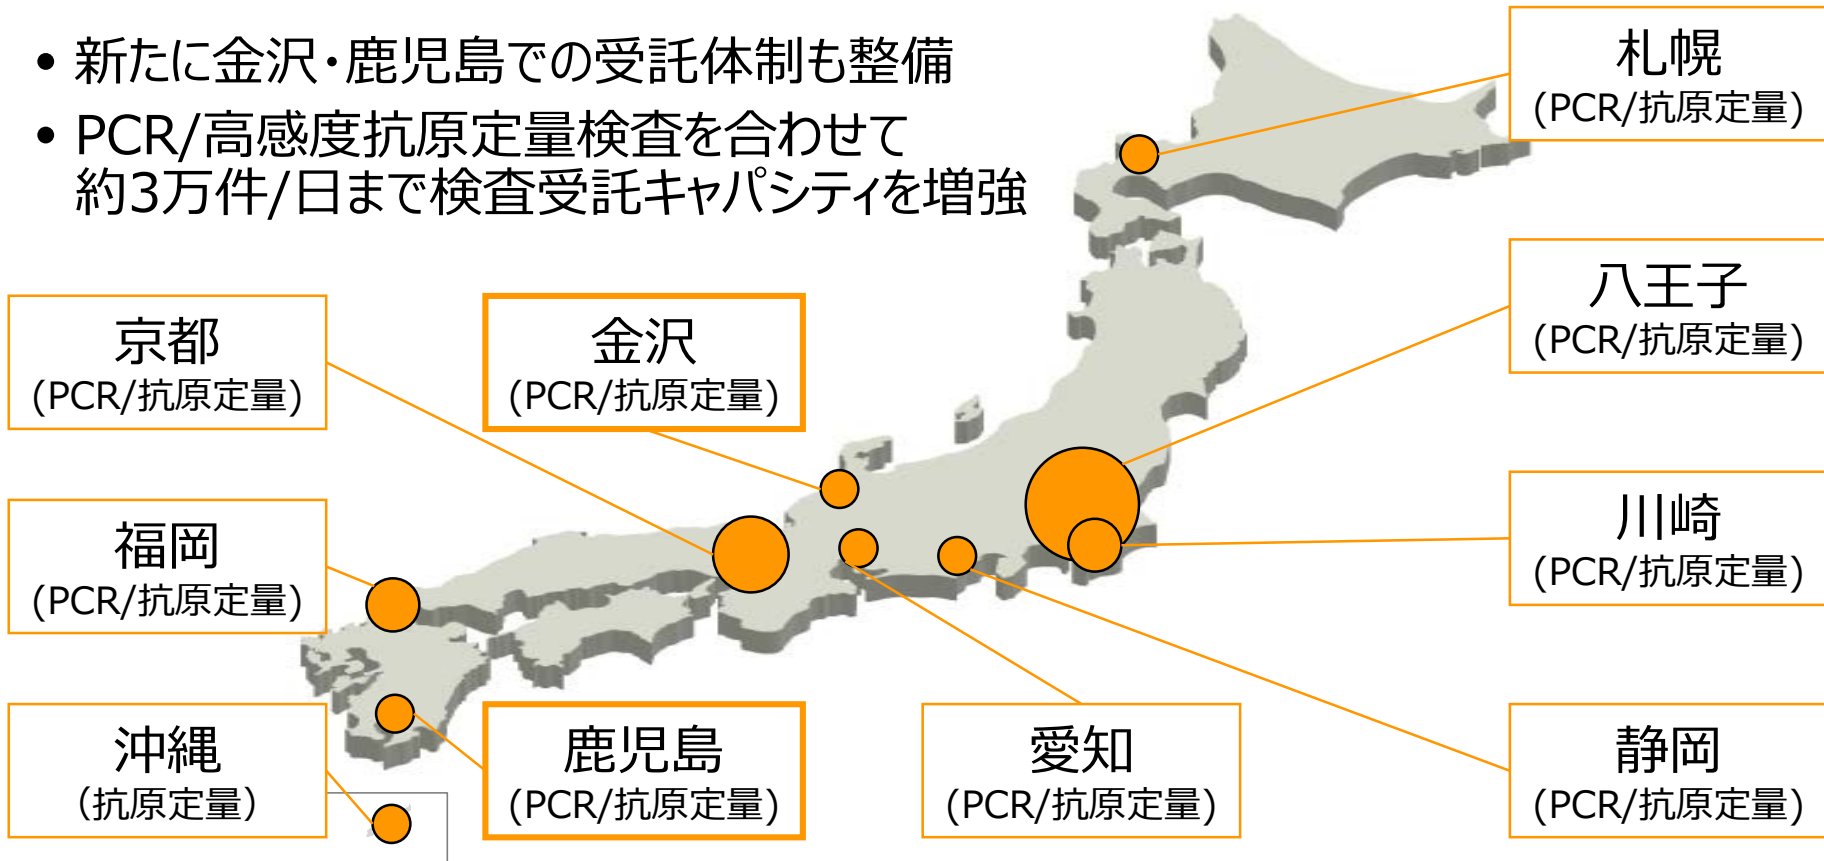 • 新たに金沢・鹿児島での受託体制も整備
• PCR/高感度抗原定量検査を合わせて
約3万件/日まで検査受託キャパシティを増強
札幌
(PCR/抗原定量)
八王子
(PCR/抗原定量)
京都
(PCR/抗原定量)
金沢
(PCR/抗原定量)
福岡
(PCR/抗原定量)
川崎
(PCR/抗原定量)
沖縄
(抗原定量)
鹿児島
(PCR/抗原定量)
愛知
(PCR/抗原定量)
静岡
(PCR/抗原定量)